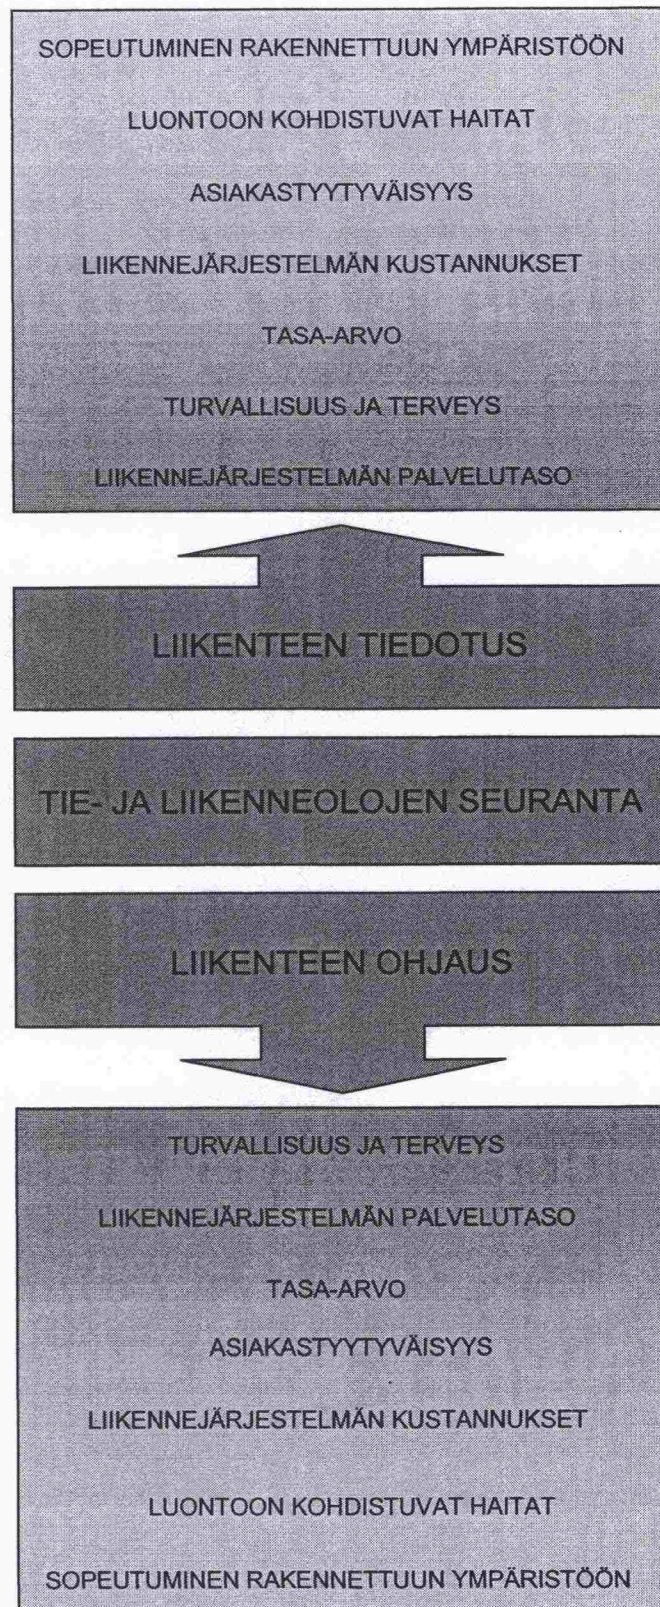 SOPEUTUMINEN RAKENNETTUUN YMPÄRISTÖÖN
LUONTOON KOHDISTUVAT HAITAT
ASIAKASTYYTYVÄISYYS
LIIKENNEJÄRJESTELMÄN KUSTANNUKSET
TASA-ARVO
TURVALLISUUS JA TERVEYS
LIIKENNEJÄRJESTELMÄN PALVELUTASO
LIIKENTEEN TIEDOTUS
TIE- JA LIIKENNEOLOJEN SEURANTA
LIIKENTEEN OHJAUS
TURVALLISUUS JA TERVEYS
LIIKENNEJÄRJESTELMÄN PALVELUTASO
TASA-ARVO
ASIAKASTYYTYVÄISYYS
LIIKENNEJÄRJESTELMÄN KUSTANNUKSET
LUONTOON KOHDISTUVAT HAITAT
SOPEUTUMINEN RAKENNETTUUN YMPÄRISTÖÖN